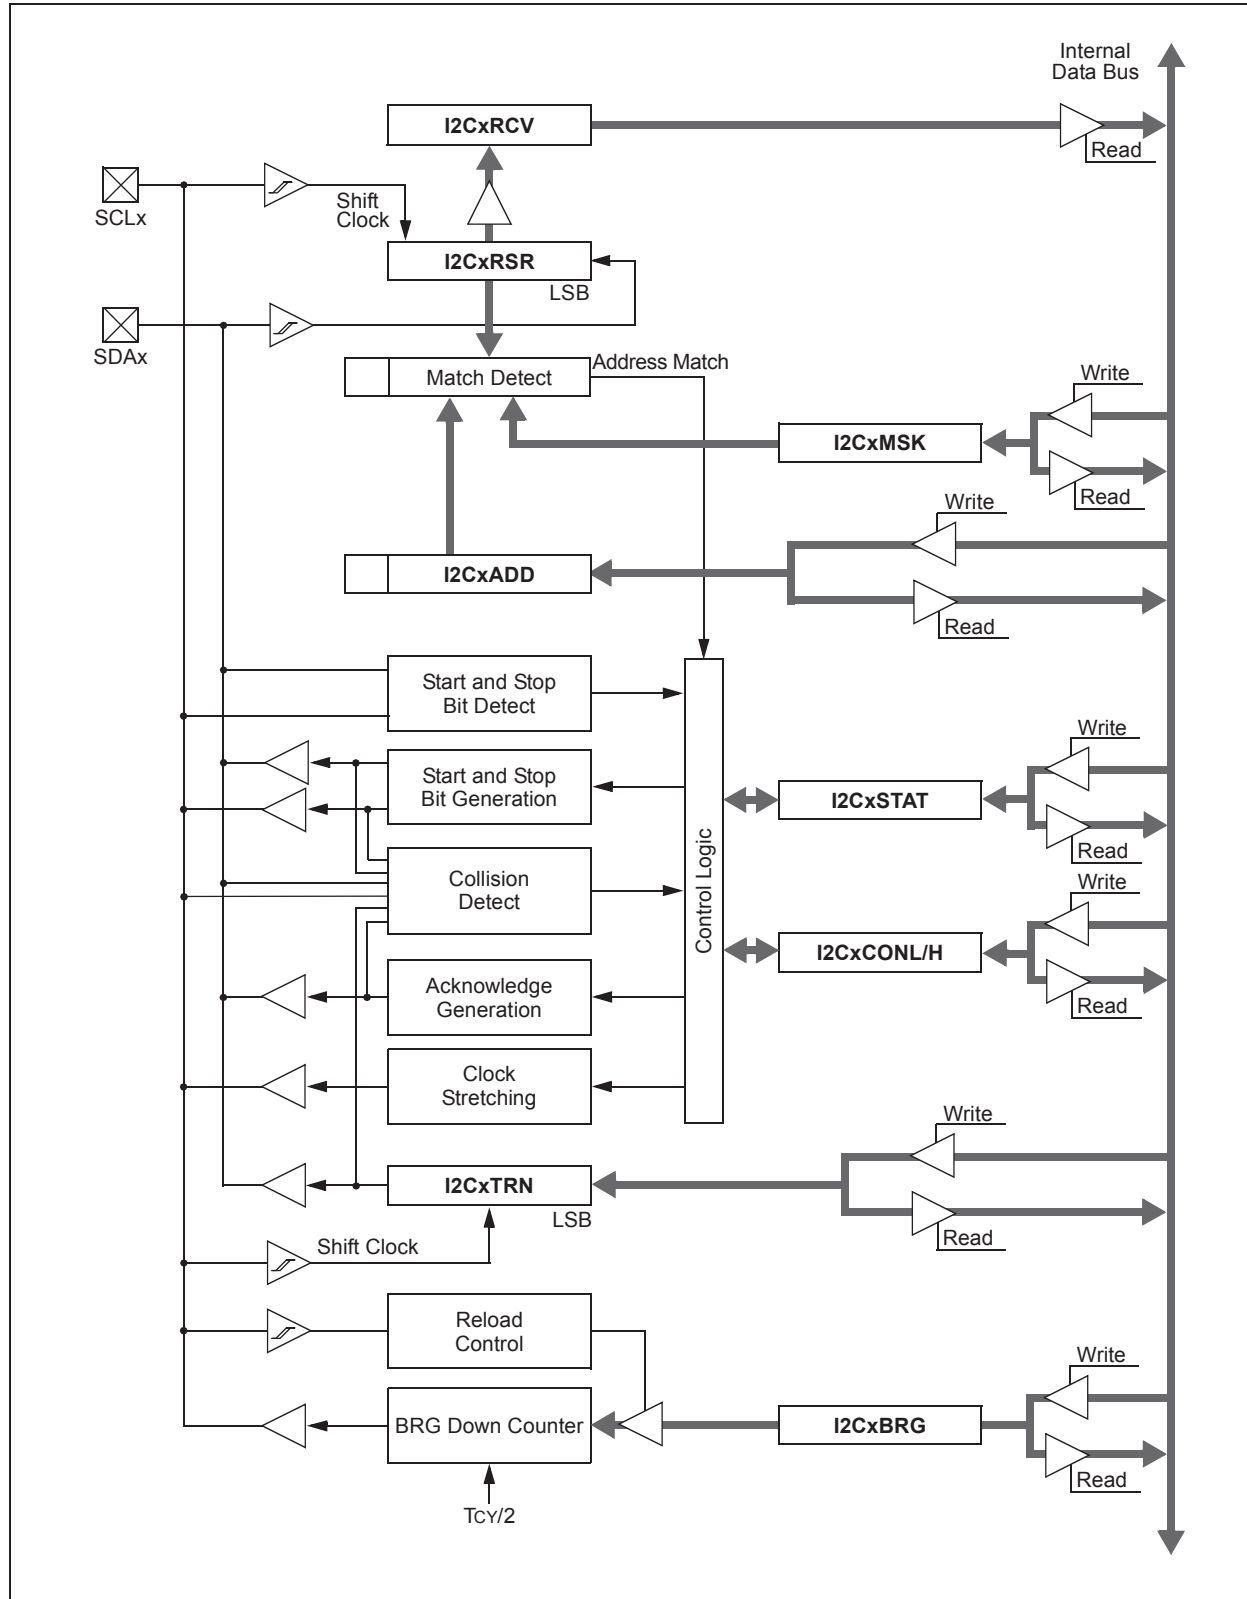 Internal
Data Bus
I2CxRCV
Read
SCLx
Shift
Clock
I2CxRSR
LSB
SDAx
Match Detect
Address Match
Write
I2CxMSK
Read
Write
I2CxADD
Read
Start and Stop
Bit Detect
Start and Stop
Bit Generation
Write
I2CxSTAT
Read
Collision
Detect
Control Logic
Write
I2CxCONL/H
Read
Acknowledge
Generation
Clock
Stretching
Write
I2CxTRN
LSB
Read
Shift Clock
Reload
Control
Write
BRG Down Counter
I2CxBRG
Read
TCY/2